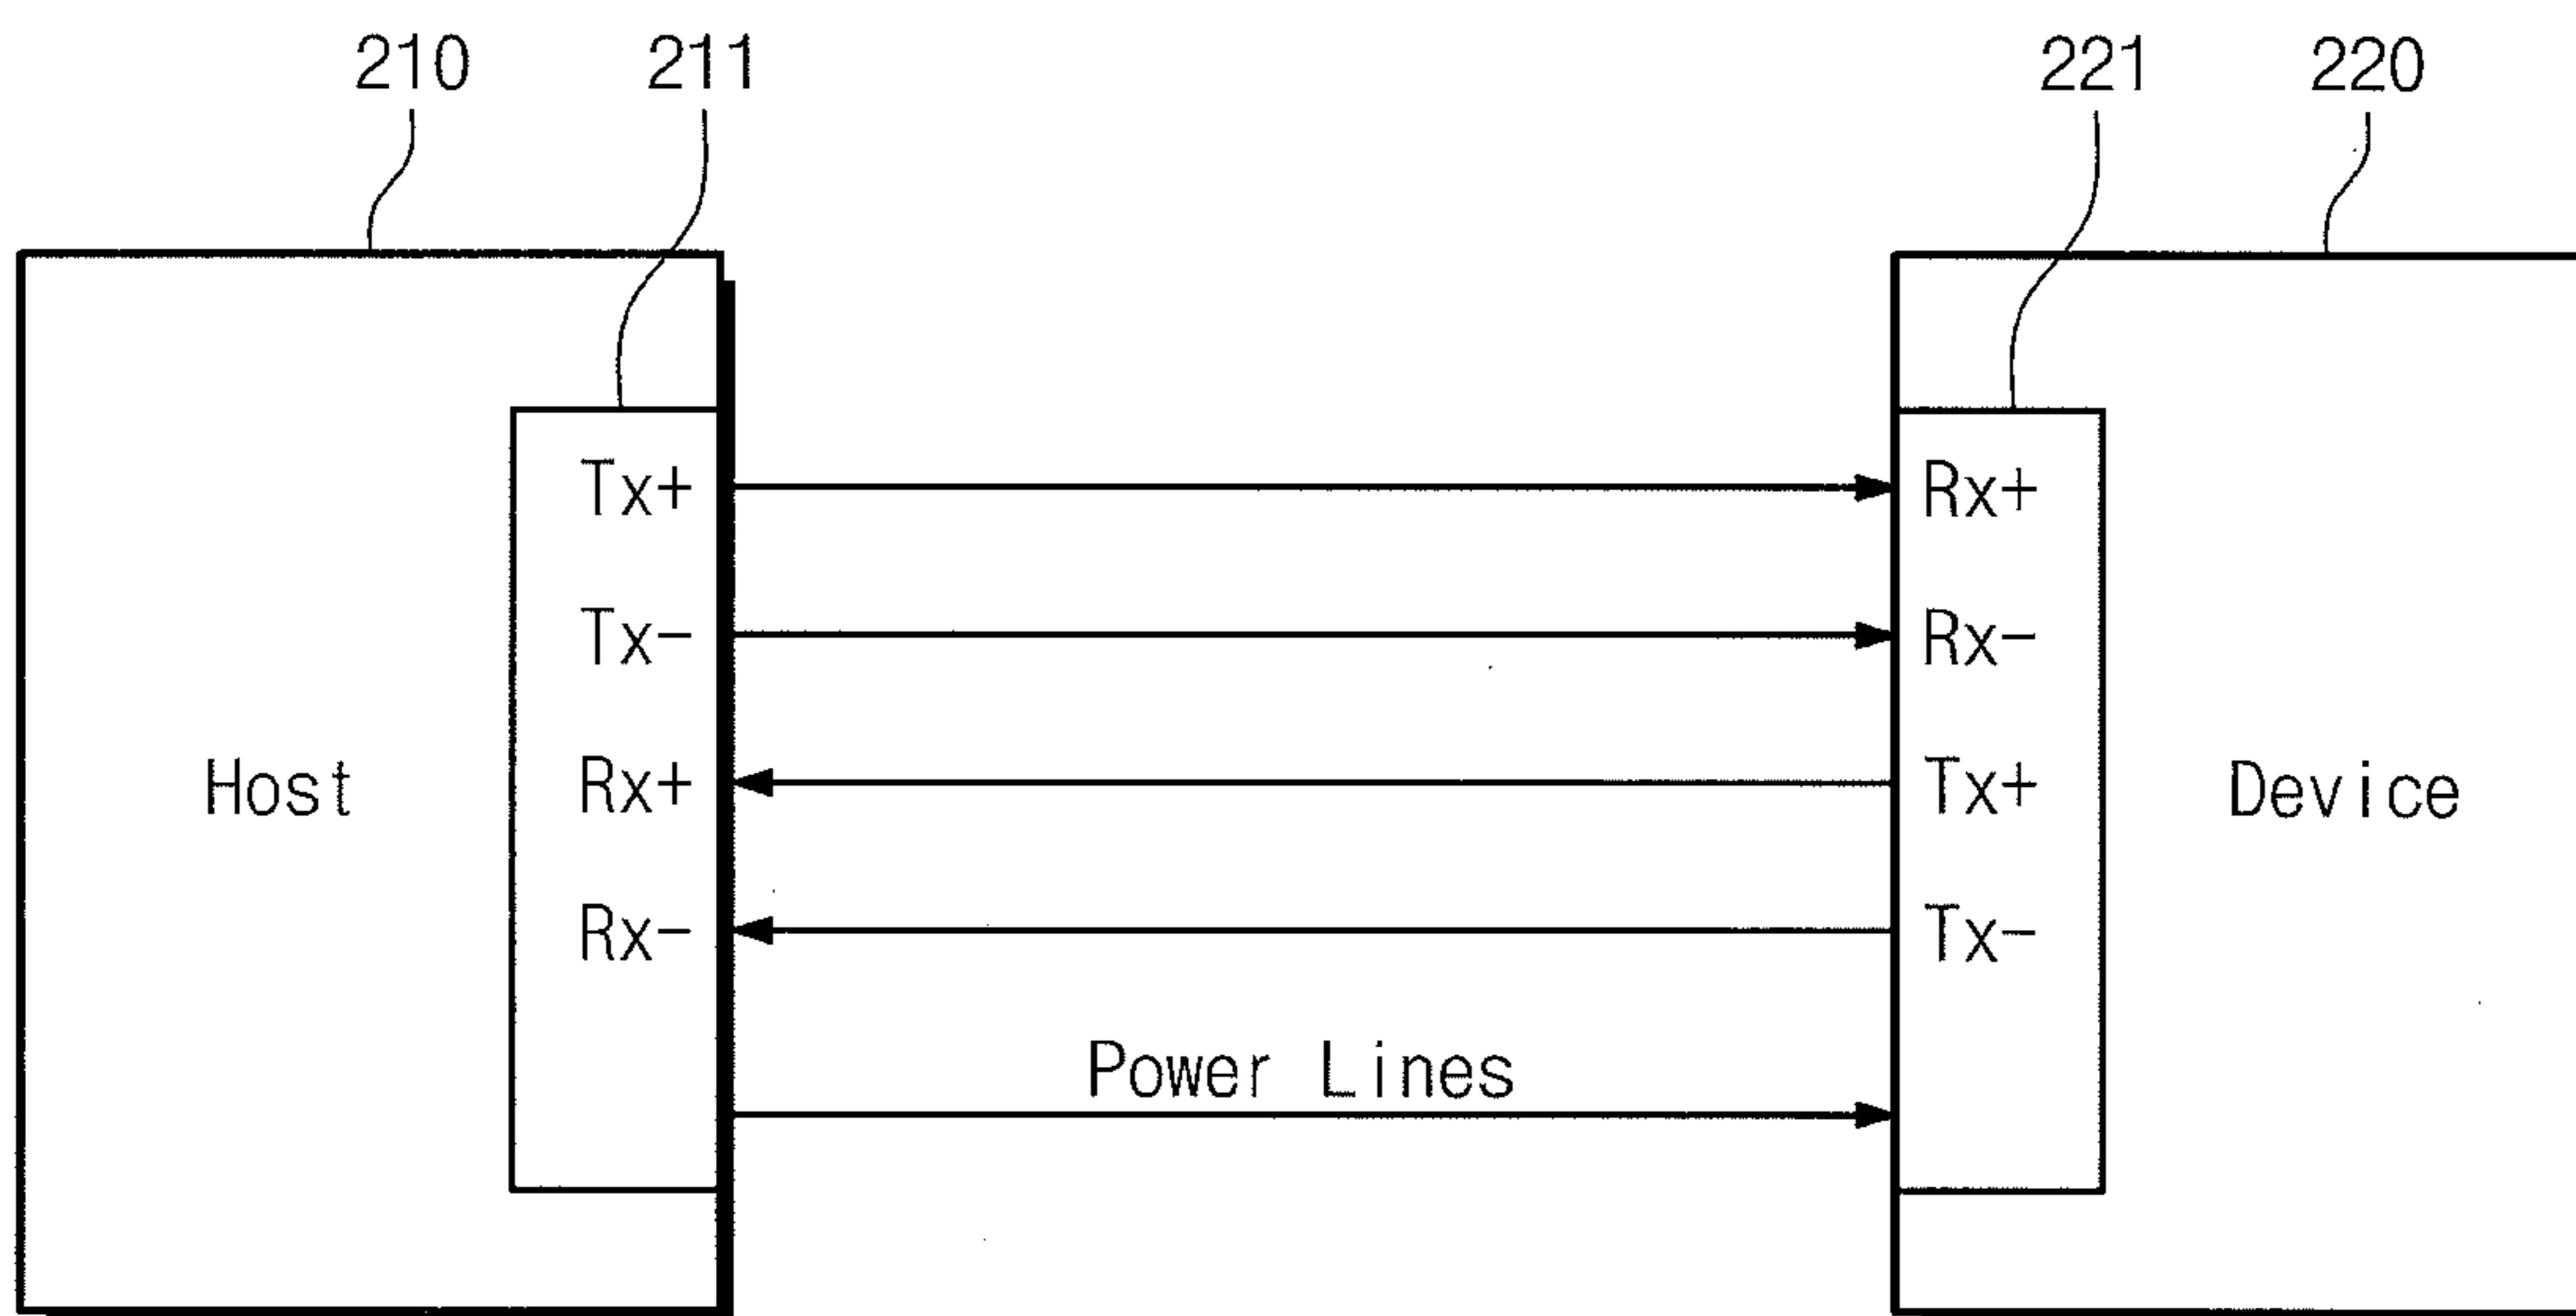 210 211 221 220
Tx+ Rx+
Tx- Rx-
Host Rx+ Tx+ Device
Rx- Tx-
Power Lines